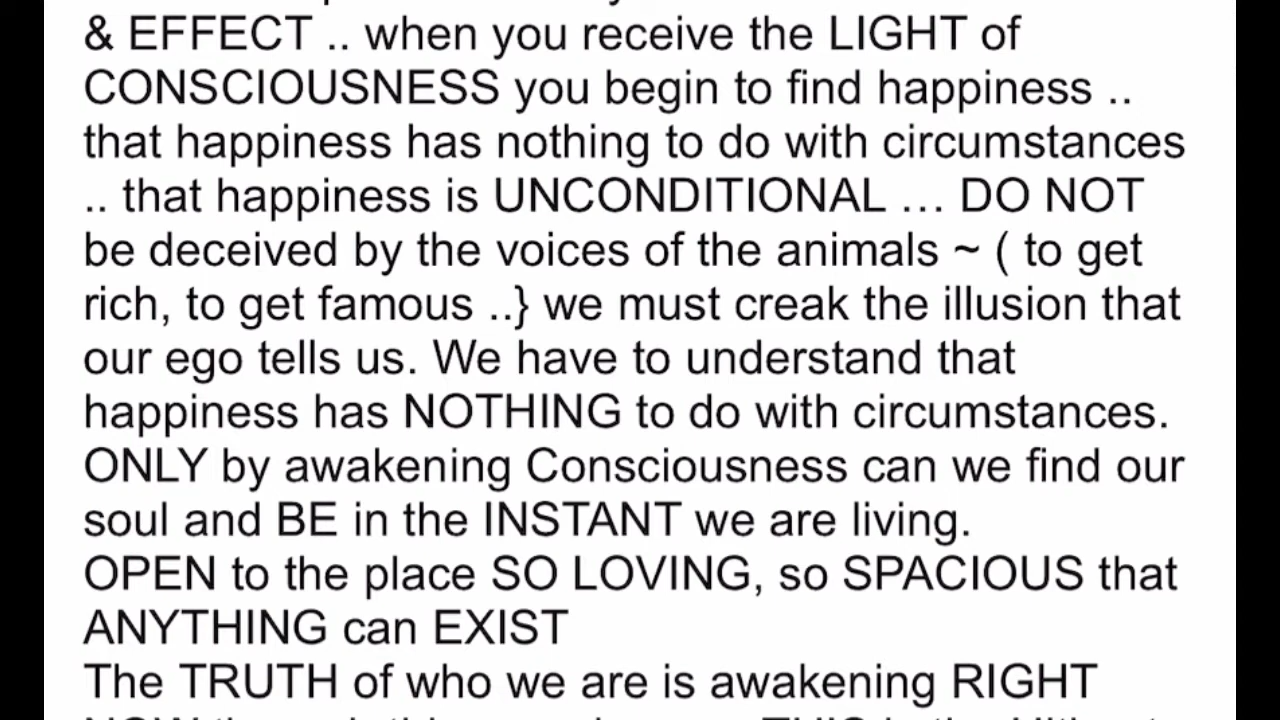 & EFFECT .. when you receive the LIGHT of
CONSCIOUSNESS you begin to find happiness ..
that happiness has nothing to do with circumstances
.. that happiness is UNCONDITIONAL ... DO NOT
be deceived by the voices of the animals ~ ( to get
rich, to get famous ..} we must creak the illusion that
our ego tells us. We have to understand that
happiness has NOTHING to do with circumstances.
ONLY by awakening Consciousness can we find our
soul and BE in the INSTANT we are living.
OPEN to the place SO LOVING, so SPACIOUS that
ANYTHING can EXIST
The TRUTH of who we are is awakening RIGHT